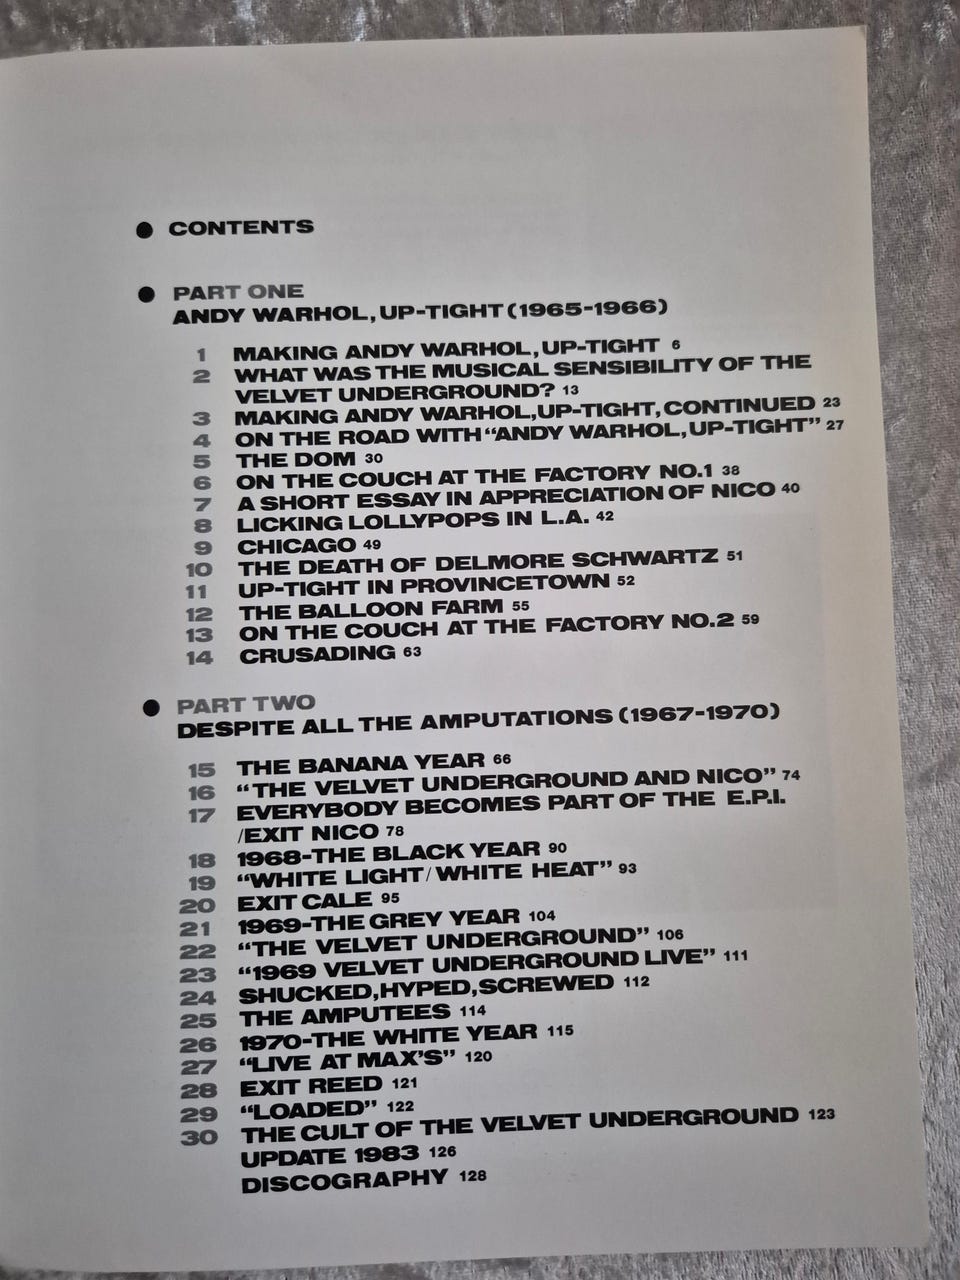 CONTENTS
PART ONE
ANDY WARHOL, UP-TIGHT (1965-1966)
1 MAKING ANDY WARHOL, UP-TIGHT 6
2 WHAT WAS THE MUSICAL SENSIBILITY OF THE
VELVET UNDERGROUND? 13
3 MAKING ANDY WARHOL, UP-TIGHT, CONTINUED 23
4 ON THE ROAD WITH “ANDY WARHOL, UP-TIGHT” 27
5 THE DOM 30
6 ON THE COUCH AT THE FACTORY NO.1 38
7 A SHORT ESSAY IN APPRECIATION OF NICO 40
8 LICKING LOLLYPOPS IN L.A. 42
9 CHICAGO 49
10 THE DEATH OF DELMORE SCHWARTZ 51
11 UP-TIGHT IN PROVINCETOWN 52
12 THE BALLOON FARM 55
13 ON THE COUCH AT THE FACTORY NO.2 59
14 CRUSADING 63
PART TWO
DESPITE ALL THE AMPUTATIONS (1967-1970)
15 THE BANANA YEAR 66
16 “THE VELVET UNDERGROUND AND NICO” 74
17 EVERYBODY BECOMES PART OF THE E.P.I.
/EXIT NICO 78
18 1968-THE BLACK YEAR 90
19 “WHITE LIGHT/WHITE HEAT” 93
20 EXIT CALE 95
21 1969-THE GREY YEAR 104
22 “THE VELVET UNDERGROUND” 106
23 “1969 VELVET UNDERGROUND LIVE” 111
24 SHUCKED, HYPED, SCREWED 112
25 THE AMPUTEES 114
26 1970-THE WHITE YEAR 115
27 “LIVE AT MAX’S” 120
28 EXIT REED 121
29 “LOADED” 122
30 THE CULT OF THE VELVET UNDERGROUND 123
UPDATE 1983 126
DISCOGRAPHY 128